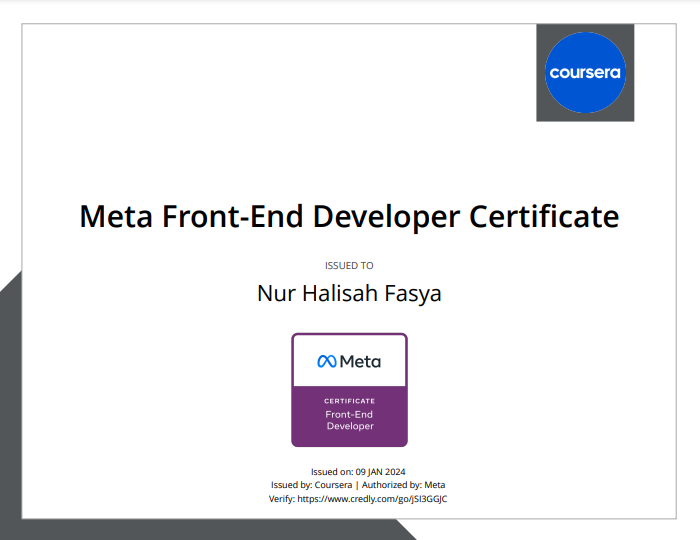 coursera
Meta Front-End Developer Certificate
ISSUED TO
Nur Halisah Fasya
Meta
CERTIFICATE
Front-End
Developer
Issued on: 09 JAN 2024
Issued by: Coursera | Authorized by: Meta
Verify: https://www.credly.com/go/jSI3GGJC